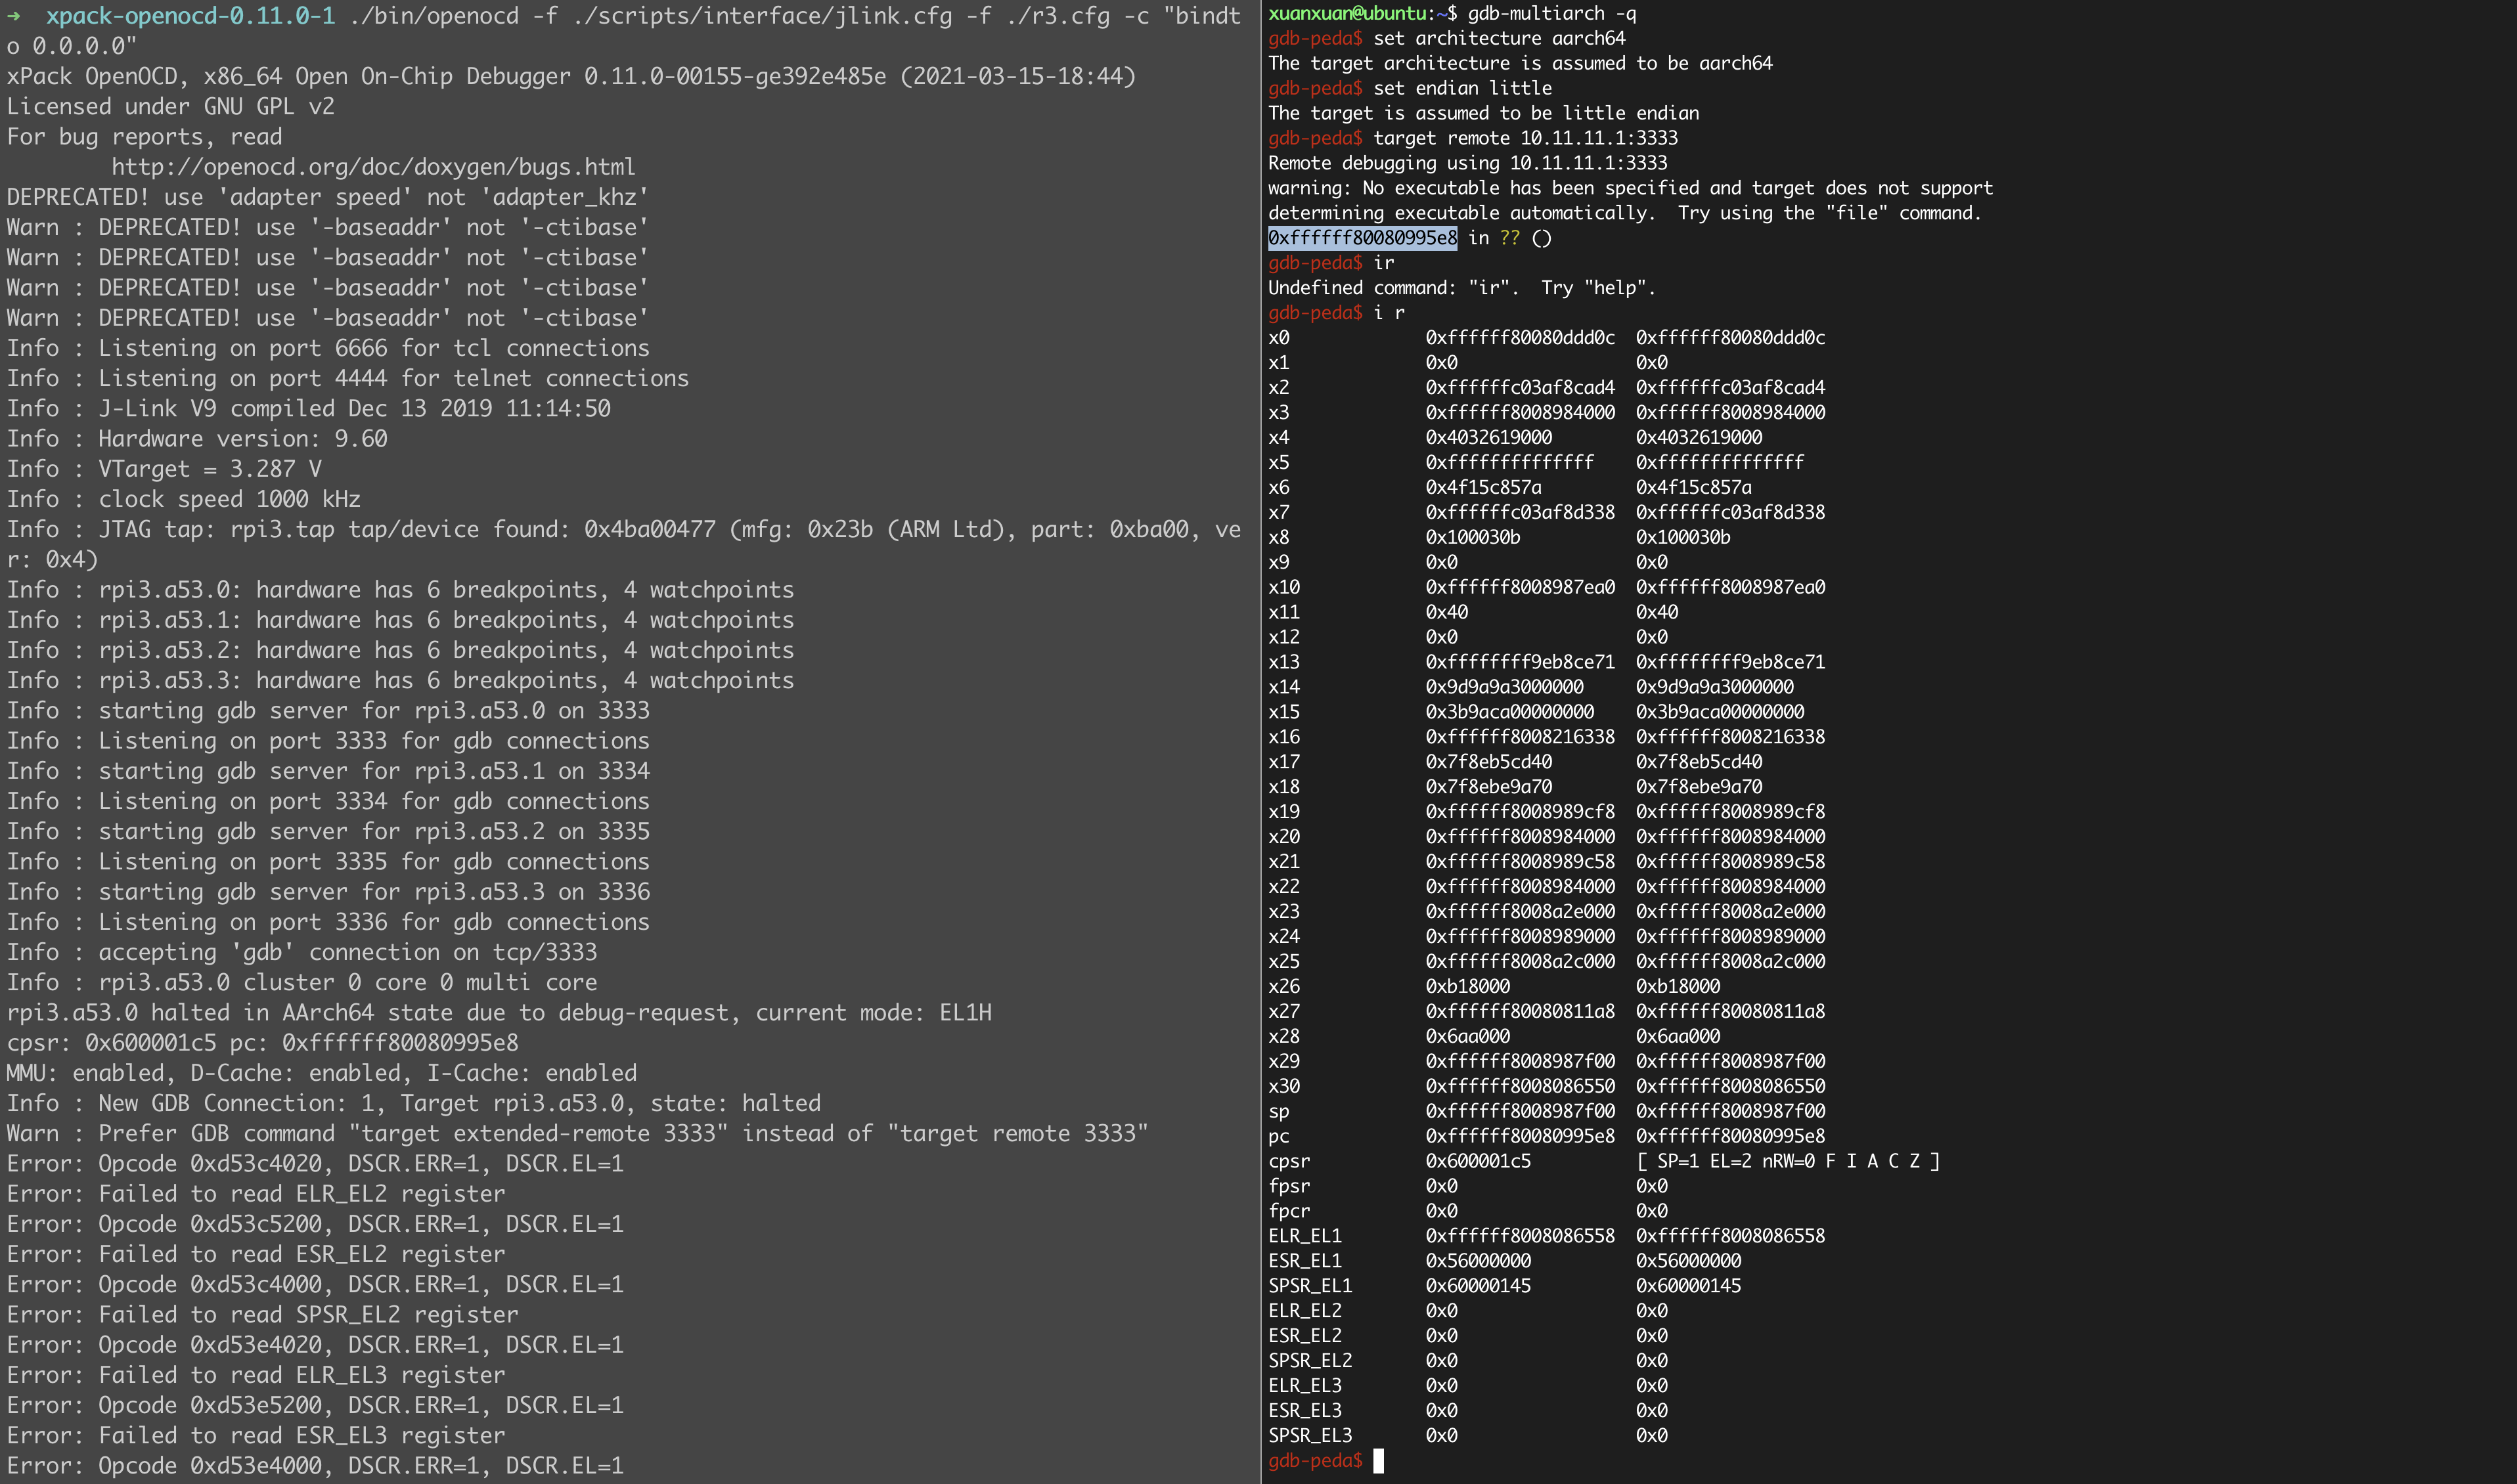 →  xpack-openocd-0.11.0-1 ./bin/openocd -f ./scripts/interface/jlink.cfg -f ./r3.cfg -c "bindt
o 0.0.0.0"
xPack OpenOCD, x86_64 Open On-Chip Debugger 0.11.0-00155-ge392e485e (2021-03-15-18:44)
Licensed under GNU GPL v2
For bug reports, read
        http://openocd.org/doc/doxygen/bugs.html
DEPRECATED! use 'adapter speed' not 'adapter_khz'
Warn : DEPRECATED! use '-baseaddr' not '-ctibase'
Warn : DEPRECATED! use '-baseaddr' not '-ctibase'
Warn : DEPRECATED! use '-baseaddr' not '-ctibase'
Warn : DEPRECATED! use '-baseaddr' not '-ctibase'
Info : Listening on port 6666 for tcl connections
Info : Listening on port 4444 for telnet connections
Info : J-Link V9 compiled Dec 13 2019 11:14:50
Info : Hardware version: 9.60
Info : VTarget = 3.287 V
Info : clock speed 1000 kHz
Info : JTAG tap: rpi3.tap tap/device found: 0x4ba00477 (mfg: 0x23b (ARM Ltd), part: 0xba00, ve
r: 0x4)
Info : rpi3.a53.0: hardware has 6 breakpoints, 4 watchpoints
Info : rpi3.a53.1: hardware has 6 breakpoints, 4 watchpoints
Info : rpi3.a53.2: hardware has 6 breakpoints, 4 watchpoints
Info : rpi3.a53.3: hardware has 6 breakpoints, 4 watchpoints
Info : starting gdb server for rpi3.a53.0 on 3333
Info : Listening on port 3333 for gdb connections
Info : starting gdb server for rpi3.a53.1 on 3334
Info : Listening on port 3334 for gdb connections
Info : starting gdb server for rpi3.a53.2 on 3335
Info : Listening on port 3335 for gdb connections
Info : starting gdb server for rpi3.a53.3 on 3336
Info : Listening on port 3336 for gdb connections
Info : accepting 'gdb' connection on tcp/3333
Info : rpi3.a53.0 cluster 0 core 0 multi core
rpi3.a53.0 halted in AArch64 state due to debug-request, current mode: EL1H
cpsr: 0x600001c5 pc: 0xffffff80080995e8
MMU: enabled, D-Cache: enabled, I-Cache: enabled
Info : New GDB Connection: 1, Target rpi3.a53.0, state: halted
Warn : Prefer GDB command "target extended-remote 3333" instead of "target remote 3333"
Error: Opcode 0xd53c4020, DSCR.ERR=1, DSCR.EL=1
Error: Failed to read ELR_EL2 register
Error: Opcode 0xd53c5200, DSCR.ERR=1, DSCR.EL=1
Error: Failed to read ESR_EL2 register
Error: Opcode 0xd53c4000, DSCR.ERR=1, DSCR.EL=1
Error: Failed to read SPSR_EL2 register
Error: Opcode 0xd53e4020, DSCR.ERR=1, DSCR.EL=1
Error: Failed to read ELR_EL3 register
Error: Opcode 0xd53e5200, DSCR.ERR=1, DSCR.EL=1
Error: Failed to read ESR_EL3 register
Error: Opcode 0xd53e4000, DSCR.ERR=1, DSCR.EL=1
xuanxuan@ubuntu:~$ gdb-multiarch -q
gdb-peda$ set architecture aarch64
The target architecture is assumed to be aarch64
gdb-peda$ set endian little
The target is assumed to be little endian
gdb-peda$ target remote 10.11.11.1:3333
Remote debugging using 10.11.11.1:3333
warning: No executable has been specified and target does not support
determining executable automatically.  Try using the "file" command.
0xffffff80080995e8 in ?? ()
gdb-peda$ ir
Undefined command: "ir".  Try "help".
gdb-peda$ i r
x0             0xffffff80080ddd0c  0xffffff80080ddd0c
x1             0x0                 0x0
x2             0xffffffc03af8cad4  0xffffffc03af8cad4
x3             0xffffff8008984000  0xffffff8008984000
x4             0x4032619000        0x4032619000
x5             0xffffffffffffff    0xffffffffffffff
x6             0x4f15c857a         0x4f15c857a
x7             0xffffffc03af8d338  0xffffffc03af8d338
x8             0x100030b           0x100030b
x9             0x0                 0x0
x10            0xffffff8008987ea0  0xffffff8008987ea0
x11            0x40                0x40
x12            0x0                 0x0
x13            0xffffffff9eb8ce71  0xffffffff9eb8ce71
x14            0x9d9a9a3000000     0x9d9a9a3000000
x15            0x3b9aca00000000    0x3b9aca00000000
x16            0xffffff8008216338  0xffffff8008216338
x17            0x7f8eb5cd40        0x7f8eb5cd40
x18            0x7f8ebe9a70        0x7f8ebe9a70
x19            0xffffff8008989cf8  0xffffff8008989cf8
x20            0xffffff8008984000  0xffffff8008984000
x21            0xffffff8008989c58  0xffffff8008989c58
x22            0xffffff8008984000  0xffffff8008984000
x23            0xffffff8008a2e000  0xffffff8008a2e000
x24            0xffffff8008989000  0xffffff8008989000
x25            0xffffff8008a2c000  0xffffff8008a2c000
x26            0xb18000            0xb18000
x27            0xffffff80080811a8  0xffffff80080811a8
x28            0x6aa000            0x6aa000
x29            0xffffff8008987f00  0xffffff8008987f00
x30            0xffffff8008086550  0xffffff8008086550
sp             0xffffff8008987f00  0xffffff8008987f00
pc             0xffffff80080995e8  0xffffff80080995e8
cpsr           0x600001c5          [ SP=1 EL=2 nRW=0 F I A C Z ]
fpsr           0x0                 0x0
fpcr           0x0                 0x0
ELR_EL1        0xffffff8008086558  0xffffff8008086558
ESR_EL1        0x56000000          0x56000000
SPSR_EL1       0x60000145          0x60000145
ELR_EL2        0x0                 0x0
ESR_EL2        0x0                 0x0
SPSR_EL2       0x0                 0x0
ELR_EL3        0x0                 0x0
ESR_EL3        0x0                 0x0
SPSR_EL3       0x0                 0x0
gdb-peda$